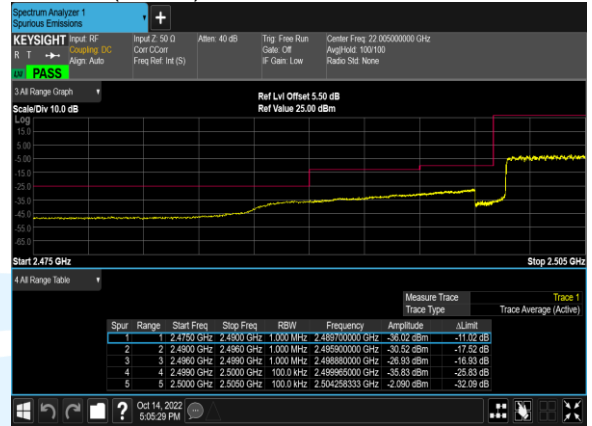 Spectrum Analyzer 1
Spurious Emissions
+
KEYSIGHT Input: RF Input Z: 50 Ω Atten: 40 dB Trig: Free Run Center Freq: 22.005000000 GHz
R T Coupling: DC Corr CCorr Gate: Off Avg|Hold: 100/100
Align: Auto Freq Ref: Int (S) IF Gain: Low Radio Std: None
PASS
3 All Range Graph
Ref Lvl Offset 5.50 dB
Scale/Div 10.0 dB Ref Value 25.00 dBm
Log
15.0
5.00
-5.00
-15.0
-25.0
-35.0
-45.0
-55.0
-65.0
Start 2.475 GHz Stop 2.505 GHz
4 All Range Table
Measure Trace Trace 1
Trace Type Trace Average (Active)
Spur Range Start Freq Stop Freq RBW Frequency Amplitude ΔLimit
1 1 2.4750 GHz 2.4900 GHz 1.000 MHz 2.489700000 GHz -36.02 dBm -11.02 dB
2 2 2.4900 GHz 2.4960 GHz 1.000 MHz 2.495900000 GHz -30.52 dBm -17.52 dB
3 3 2.4960 GHz 2.4990 GHz 1.000 MHz 2.498880000 GHz -26.93 dBm -16.93 dB
4 4 2.4990 GHz 2.5000 GHz 100.0 kHz 2.499965000 GHz -35.83 dBm -25.83 dB
5 5 2.5000 GHz 2.5050 GHz 100.0 kHz 2.504258333 GHz -2.090 dBm -32.09 dB
? Oct 14, 2022
5:05:29 PM